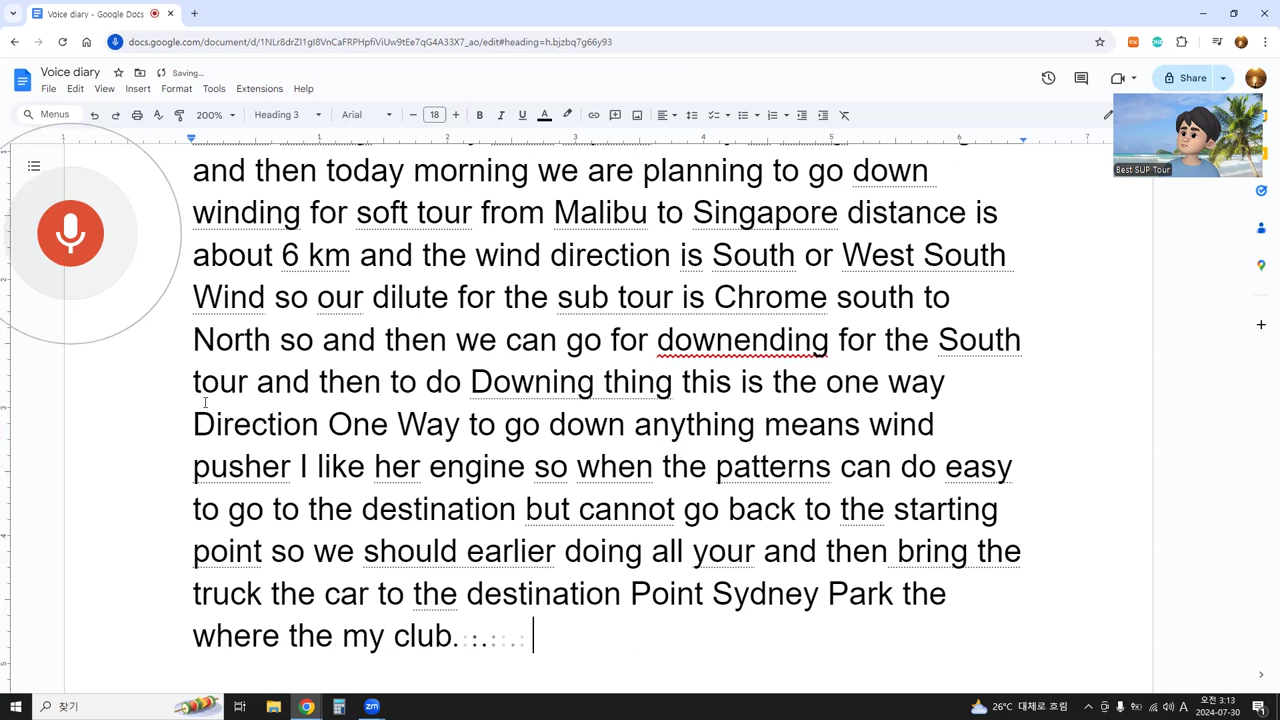 Voice diary - Google Docs
docs.google.com/document/d/1NLr8drZI1gI8VnCaFRPHpfiViUw9tEe7qG4A33X7_ao/edit#heading=h.bjzbq7g66y93
Voice diary
Saving...
File Edit View Insert Format Tools Extensions Help
Share
Menus
200%
Heading 3
Arial
18
Best SUP Tour
and then today morning we are planning to go down
winding for soft tour from Malibu to Singapore distance is
about 6 km and the wind direction is South or West South
Wind so our dilute for the sub tour is Chrome south to
North so and then we can go for downending for the South
tour and then to do Downing thing this is the one way
Direction One Way to go down anything means wind
pusher I like her engine so when the patterns can do easy
to go to the destination but cannot go back to the starting
point so we should earlier doing all your and then bring the
truck the car to the destination Point Sydney Park the
where the my club.
찾기
26°C 대체로 흐림
A
오전 3:13
2024-07-30